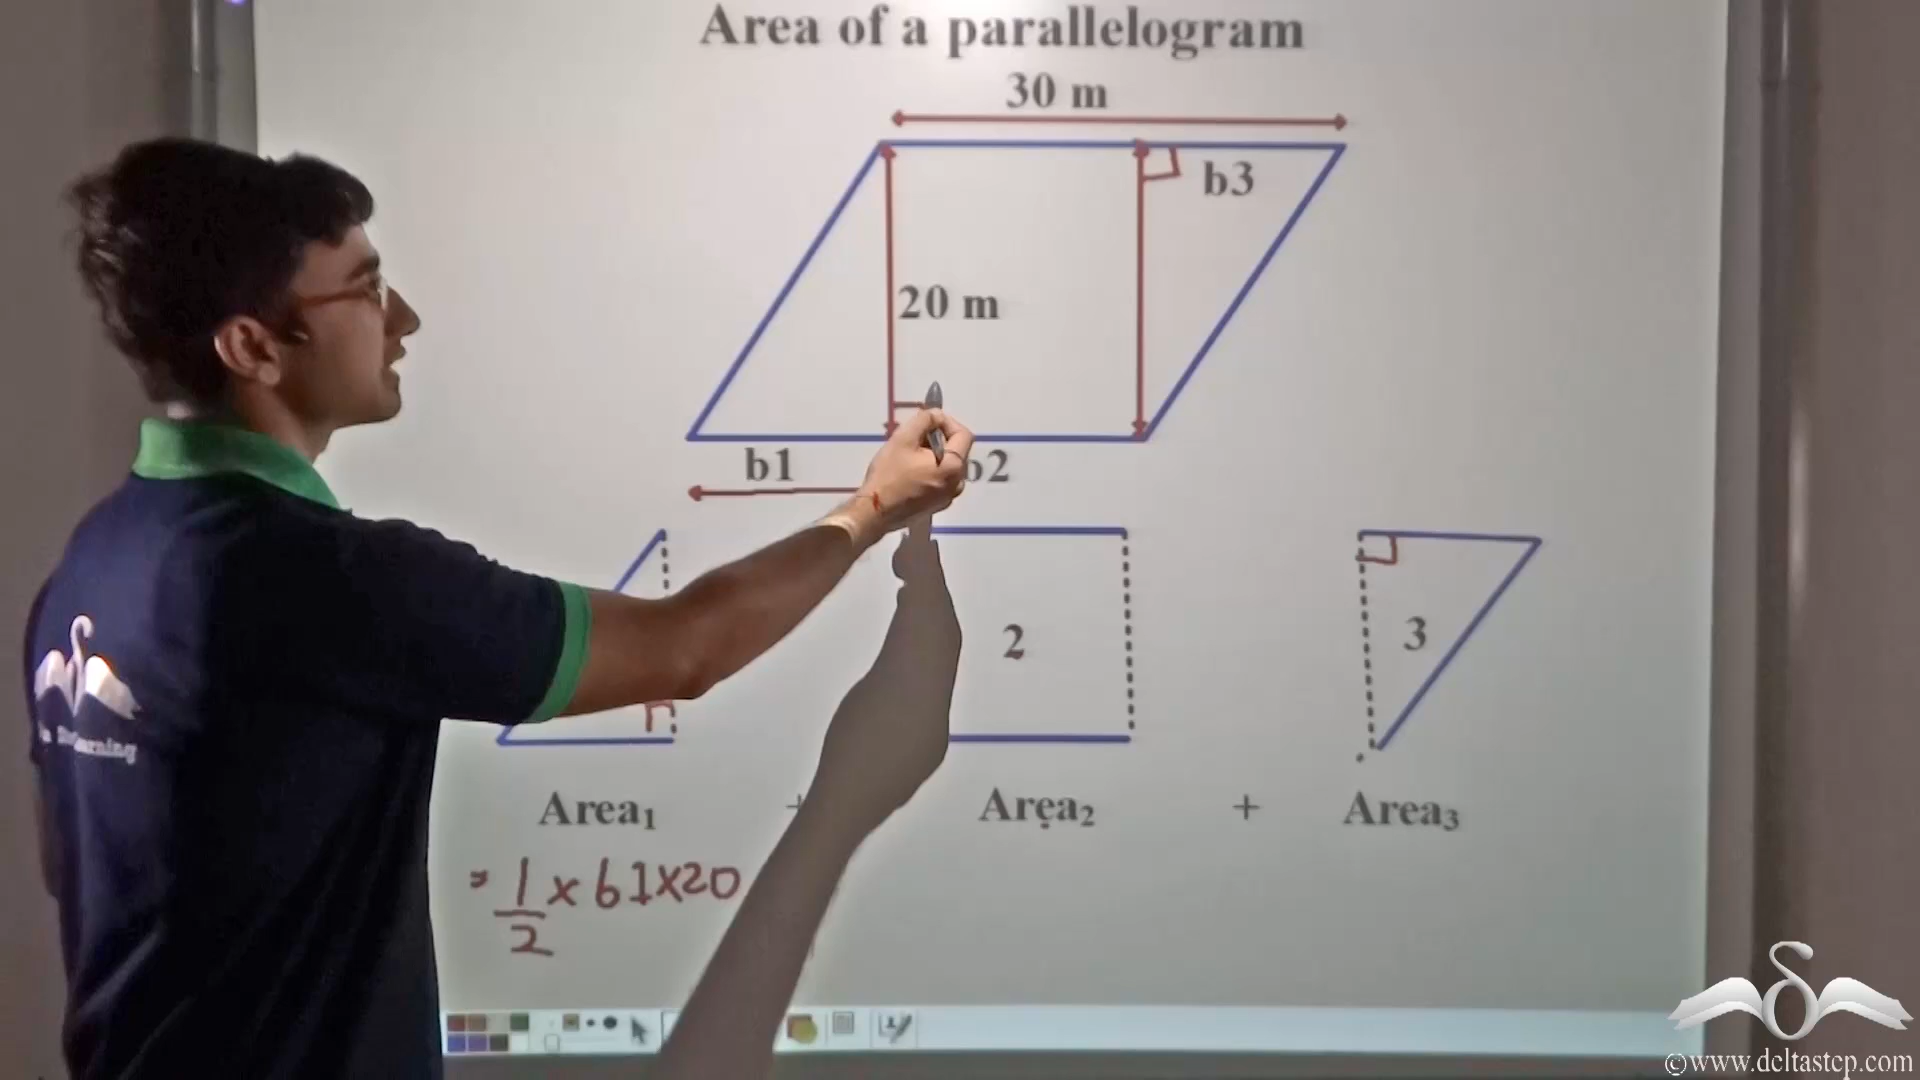 Area of a parallelogram
30 m
b3
20 m
b1 b2
2 3
Area₁ + Area₂ + Area₃
= 1/2 × b1×20
©www.deltastep.com